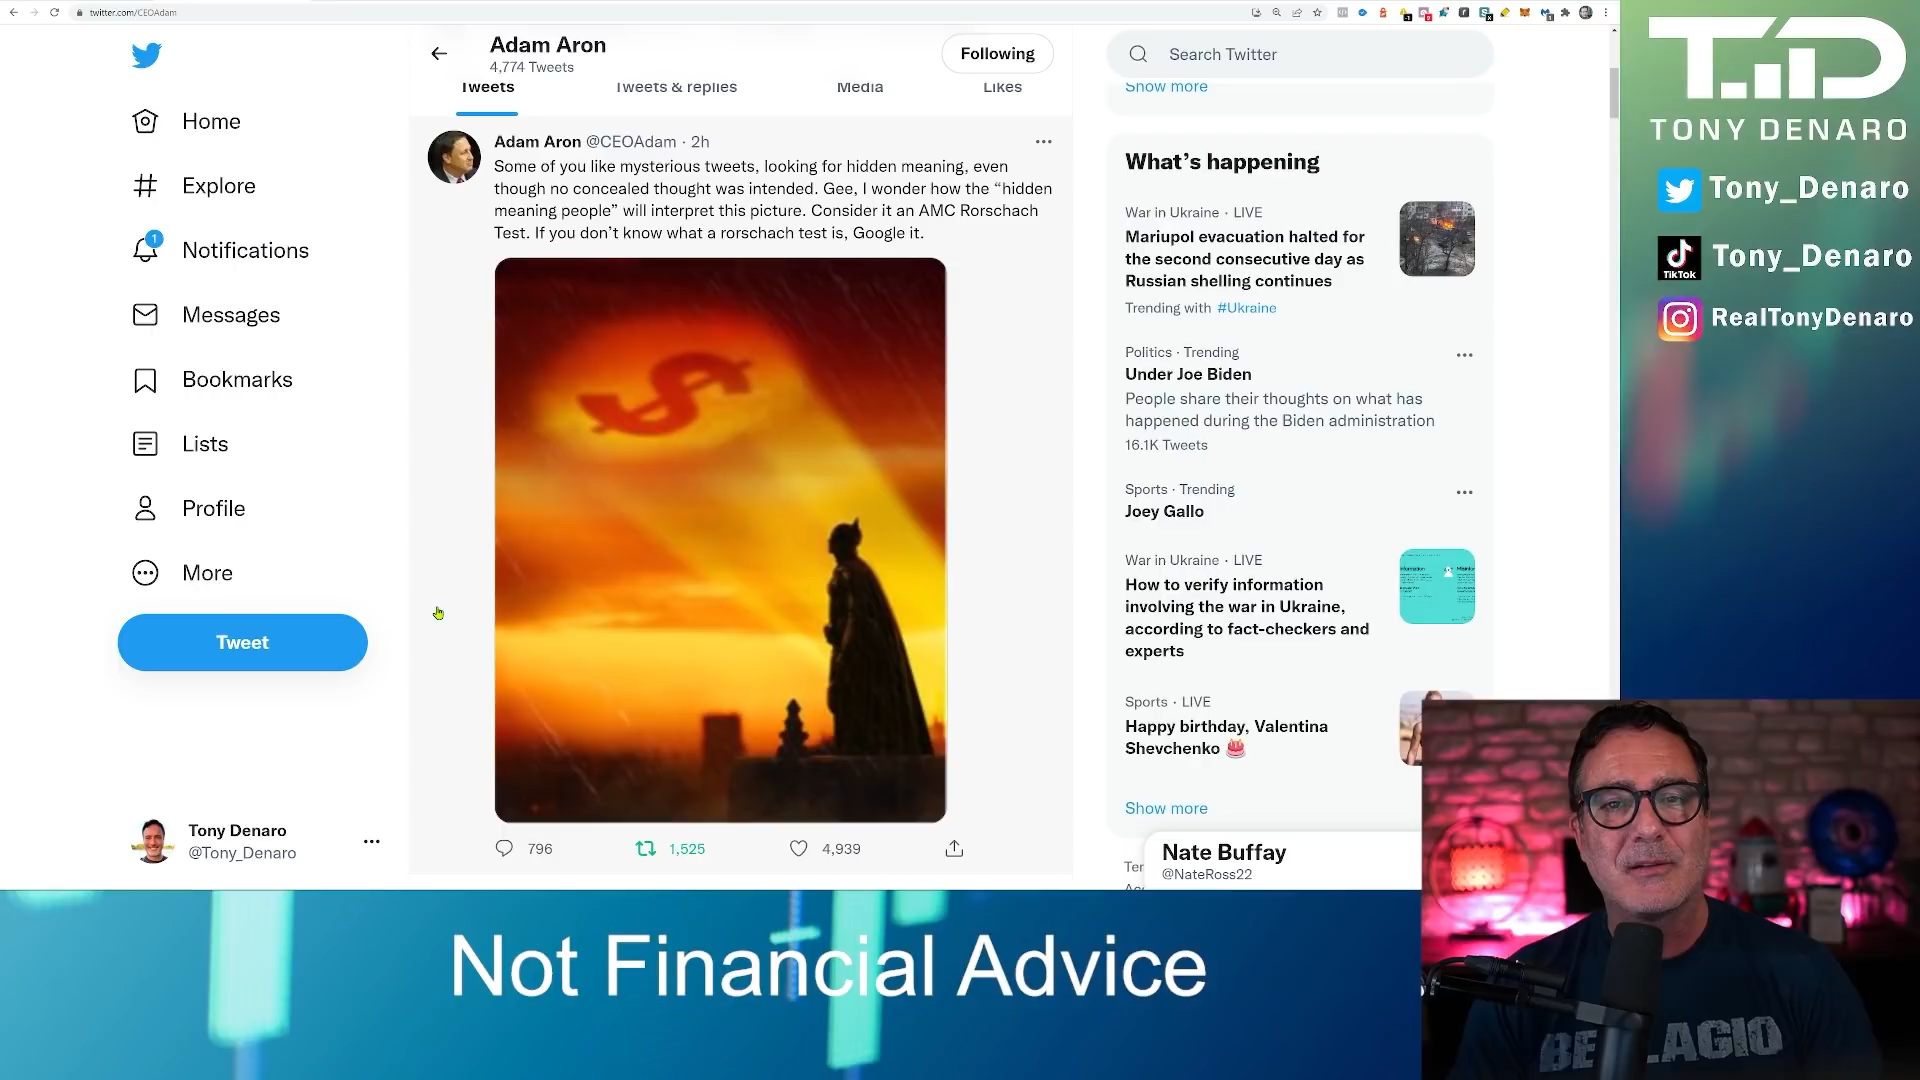 twitter.com/CEOAdam
Adam Aron
4,774 Tweets
Following
Tweets
Tweets & replies
Media
Likes
Home
Explore
1
Notifications
Messages
Bookmarks
Lists
Profile
More
Tweet
Tony Denaro
@Tony_Denaro
Adam Aron @CEOAdam · 2h
Some of you like mysterious tweets, looking for hidden meaning, even
though no concealed thought was intended. Gee, I wonder how the “hidden
meaning people” will interpret this picture. Consider it an AMC Rorschach
Test. If you don’t know what a rorschach test is, Google it.
$
796
1,525
4,939
Search Twitter
Show more
What’s happening
War in Ukraine · LIVE
Mariupol evacuation halted for
the second consecutive day as
Russian shelling continues
Trending with #Ukraine
Politics · Trending
Under Joe Biden
People share their thoughts on what has
happened during the Biden administration
16.1K Tweets
Sports · Trending
Joey Gallo
War in Ukraine · LIVE
How to verify information
involving the war in Ukraine,
according to fact-checkers and
experts
Sports · LIVE
Happy birthday, Valentina
Shevchenko 🎂
Show more
Nate Buffay
@NateRoss22
TD
TONY DENARO
Tony_Denaro
TikTok
Tony_Denaro
RealTonyDenaro
Not Financial Advice